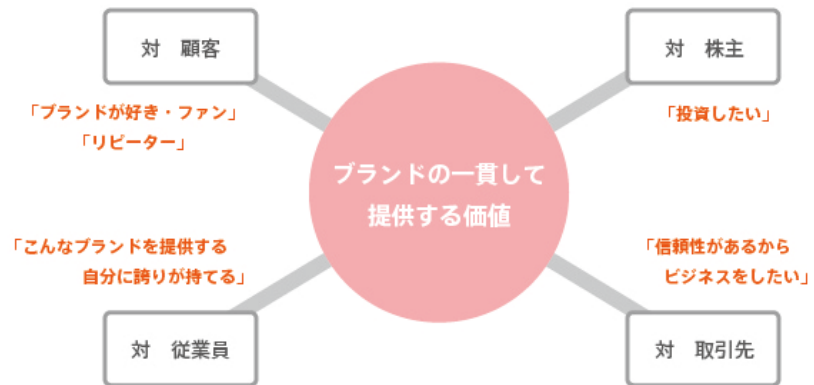 対　顧客
「ブランドが好き・ファン」
「リピーター」
対　株主
「投資したい」
ブランドの一貫して
提供する価値
「こんなブランドを提供する
自分に誇りが持てる」
対　従業員
「信頼性があるから
ビジネスをしたい」
対　取引先